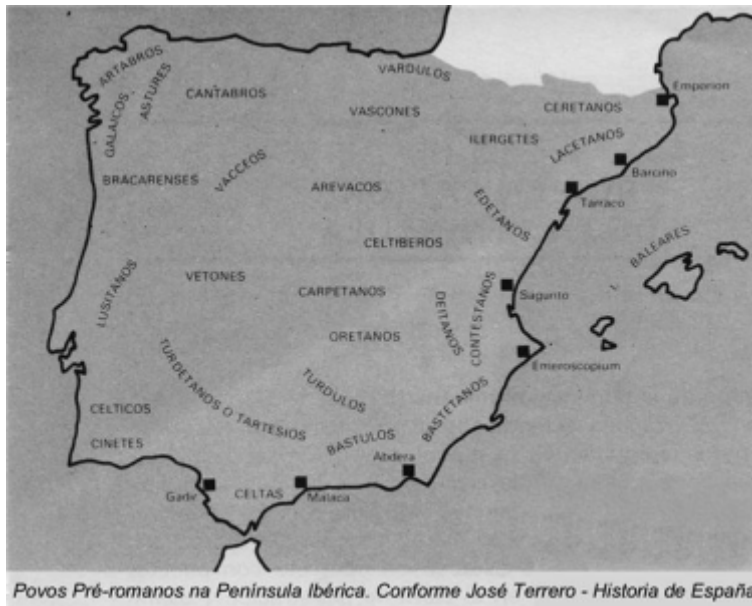 VARDULOS
ARTABROS
ASTURES
CANTABROS
GALAICOS
VASCONES
CERETANOS
Emporion
ILERGETES
LACETANOS
Barcino
BRACARENSES
VACCEOS
AREVACOS
Tarraco
EDETANOS
CELTIBEROS
I. BALEARES
LUSITANOS
VETONES
CARPETANOS
DEITANOS
CONTESTANOS
Sagunto
ORETANOS
Emeroscopium
TURDETANOS O TARTESIOS
TURDULOS
BASTETANOS
CELTICOS
CINETES
BASTULOS
Abdera
Gadir
CELTAS
Malaca
Povos Pré-romanos na Península Ibérica. Conforme José Terrero - Historia de España